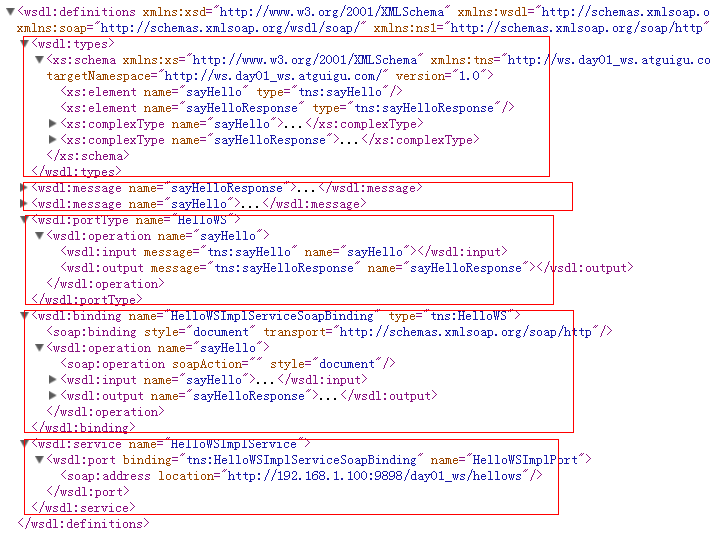 <wsdl:definitions xmlns:xsd="http://www.w3.org/2001/XMLSchema" xmlns:wsdl="http://schemas.xmlsoap.o
xmlns:soap="http://schemas.xmlsoap.org/wsdl/soap/" xmlns:ns1="http://schemas.xmlsoap.org/soap/http"
<wsdl:types>
<xs:schema xmlns:xs="http://www.w3.org/2001/XMLSchema" xmlns:tns="http://ws.day01_ws.atguigu.co
targetNamespace="http://ws.day01_ws.atguigu.com/" version="1.0">
<xs:element name="sayHello" type="tns:sayHello"/>
<xs:element name="sayHelloResponse" type="tns:sayHelloResponse"/>
<xs:complexType name="sayHello">...</xs:complexType>
<xs:complexType name="sayHelloResponse">...</xs:complexType>
</xs:schema>
</wsdl:types>
<wsdl:message name="sayHelloResponse">...</wsdl:message>
<wsdl:message name="sayHello">...</wsdl:message>
<wsdl:portType name="HelloWS">
<wsdl:operation name="sayHello">
<wsdl:input message="tns:sayHello" name="sayHello"></wsdl:input>
<wsdl:output message="tns:sayHelloResponse" name="sayHelloResponse"></wsdl:output>
</wsdl:operation>
</wsdl:portType>
<wsdl:binding name="HelloWSImplServiceSoapBinding" type="tns:HelloWS">
<soap:binding style="document" transport="http://schemas.xmlsoap.org/soap/http"/>
<wsdl:operation name="sayHello">
<soap:operation soapAction="" style="document"/>
<wsdl:input name="sayHello">...</wsdl:input>
<wsdl:output name="sayHelloResponse">...</wsdl:output>
</wsdl:operation>
</wsdl:binding>
<wsdl:service name="HelloWSImplService">
<wsdl:port binding="tns:HelloWSImplServiceSoapBinding" name="HelloWSImplPort">
<soap:address location="http://192.168.1.100:9898/day01_ws/hellows"/>
</wsdl:port>
</wsdl:service>
</wsdl:definitions>